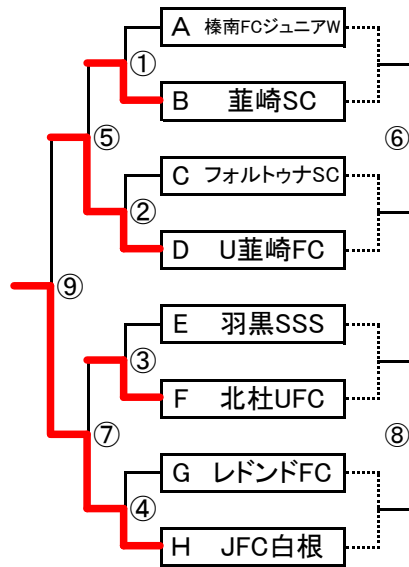 A 榛南FCジュニアW
①
B 韮崎SC
⑤
⑥
C フォルトゥナSC
②
D U韮崎FC
⑨
E 羽黒SSS
③
F 北杜UFC
⑦
⑧
G レドンドFC
④
H JFC白根